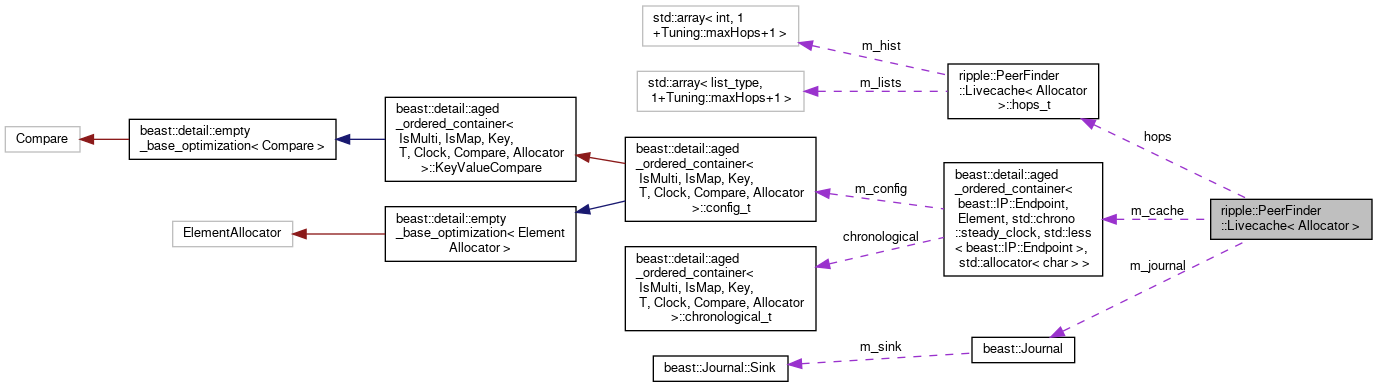 std::array< int, 1
+Tuning::maxHops+1 >
m_hist
std::array< list_type,
1+Tuning::maxHops+1 >
m_lists
ripple::PeerFinder
::Livecache< Allocator
>::hops_t
hops
Compare
beast::detail::empty
_base_optimization< Compare >
beast::detail::aged
_ordered_container<
IsMulti, IsMap, Key,
T, Clock, Compare, Allocator
>::KeyValueCompare
beast::detail::aged
_ordered_container<
IsMulti, IsMap, Key,
T, Clock, Compare, Allocator
>::config_t
m_config
beast::detail::aged
_ordered_container<
beast::IP::Endpoint,
Element, std::chrono
::steady_clock, std::less
< beast::IP::Endpoint >,
std::allocator< char > >
m_cache
ripple::PeerFinder
::Livecache< Allocator >
ElementAllocator
beast::detail::empty
_base_optimization< Element
Allocator >
chronological
beast::detail::aged
_ordered_container<
IsMulti, IsMap, Key,
T, Clock, Compare, Allocator
>::chronological_t
m_journal
beast::Journal::Sink
m_sink
beast::Journal